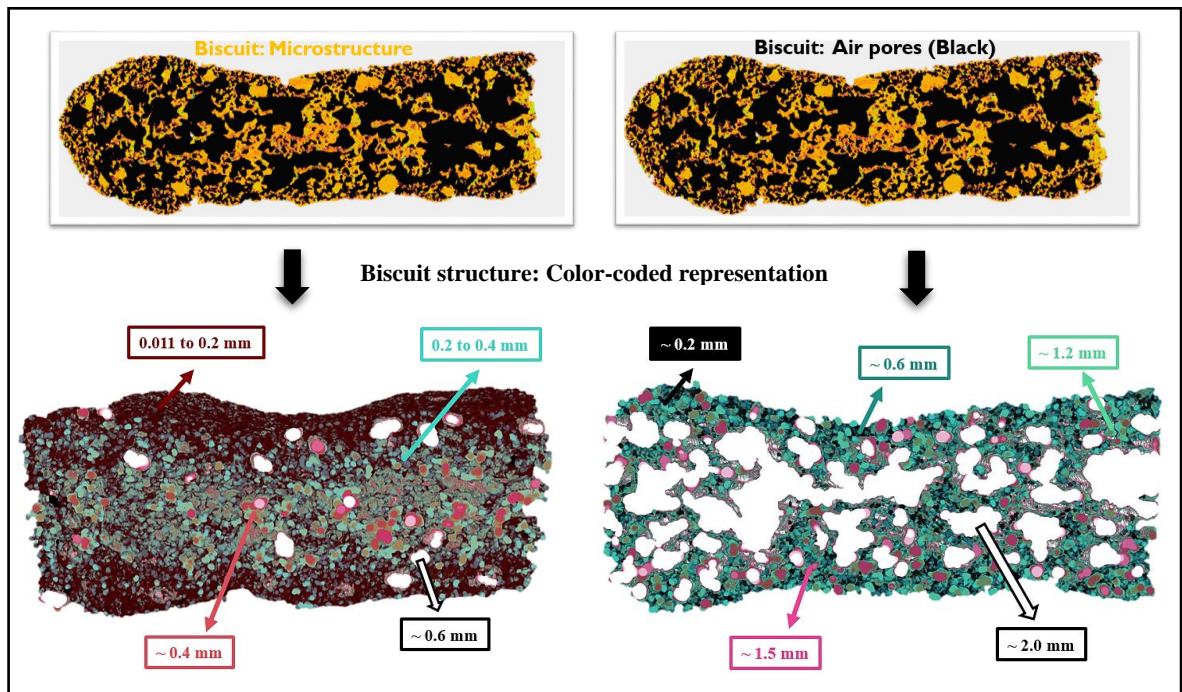 Biscuit: Microstructure
Biscuit: Air pores (Black)
Biscuit structure: Color-coded representation
0.011 to 0.2 mm
0.2 to 0.4 mm
~ 0.2 mm
~ 0.6 mm
~ 1.2 mm
~ 0.4 mm
~ 0.6 mm
~ 1.5 mm
~ 2.0 mm